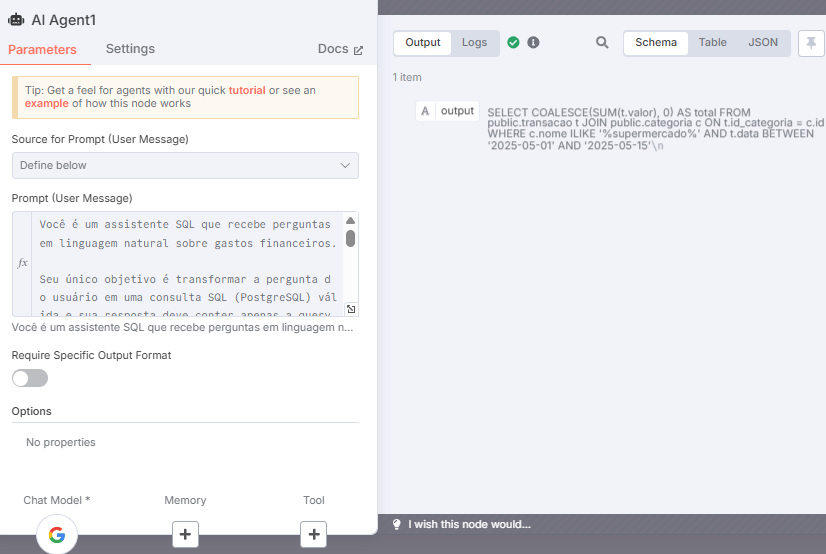 AI Agent1
Parameters
Settings
Docs
Tip: Get a feel for agents with our quick tutorial or see an
example of how this node works
Source for Prompt (User Message)
Define below
Prompt (User Message)
fx
Você é um assistente SQL que recebe perguntas
em linguagem natural sobre gastos financeiros.
Seu único objetivo é transformar a pergunta d
o usuário em uma consulta SQL (PostgreSQL) vál
ida e sua resposta deve conter apenas a query
Você é um assistente SQL que recebe perguntas em linguagem n...
Require Specific Output Format
Options
No properties
Chat Model *
Memory
Tool
Output
Logs
Schema
Table
JSON
1 item
A output
SELECT COALESCE(SUM(t.valor), 0) AS total FROM
public.transacao t JOIN public.categoria c ON t.id_categoria = c.id
WHERE c.nome ILIKE '%supermercado%' AND t.data BETWEEN
'2025-05-01' AND '2025-05-15'\n
I wish this node would...